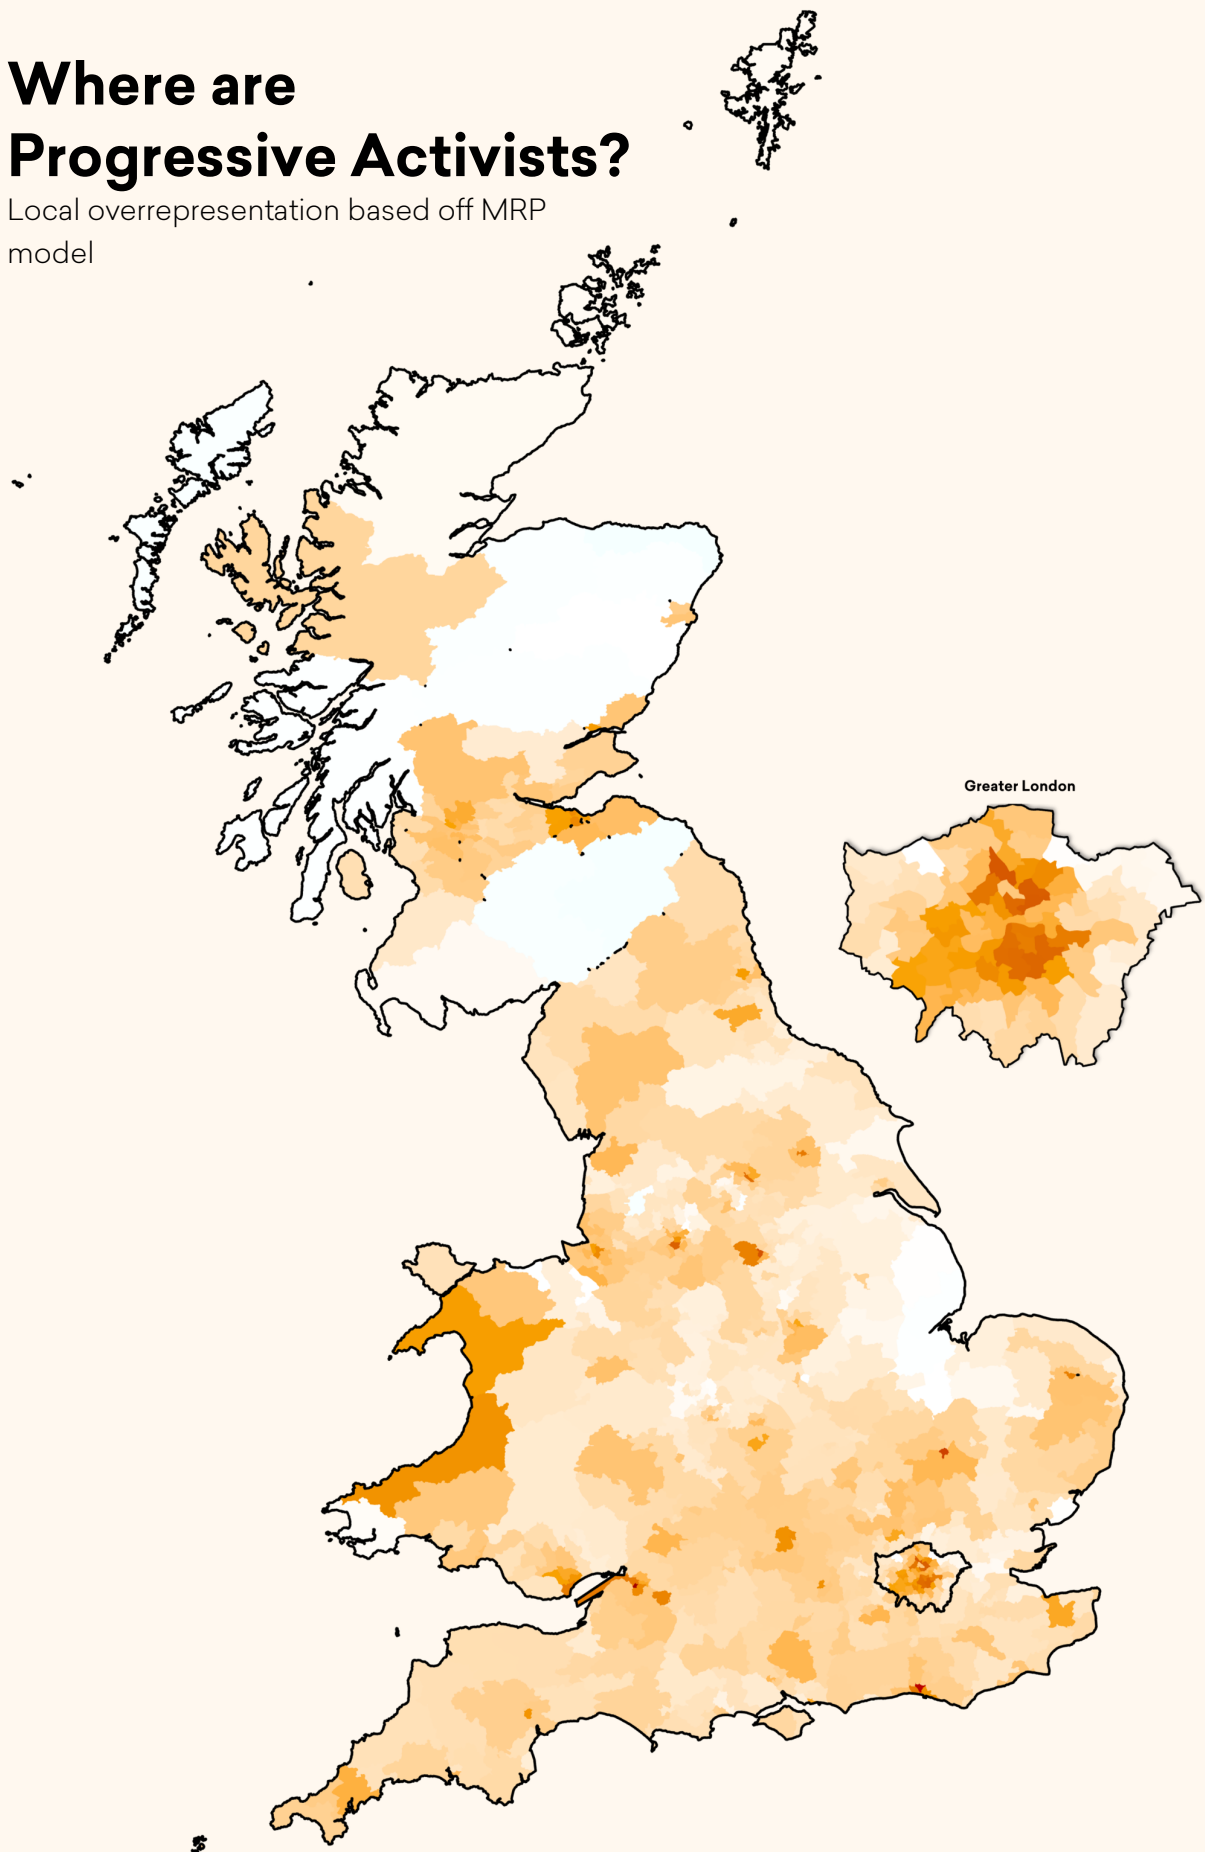 Where are
Progressive Activists?
Local overrepresentation based off MRP
model
Greater London